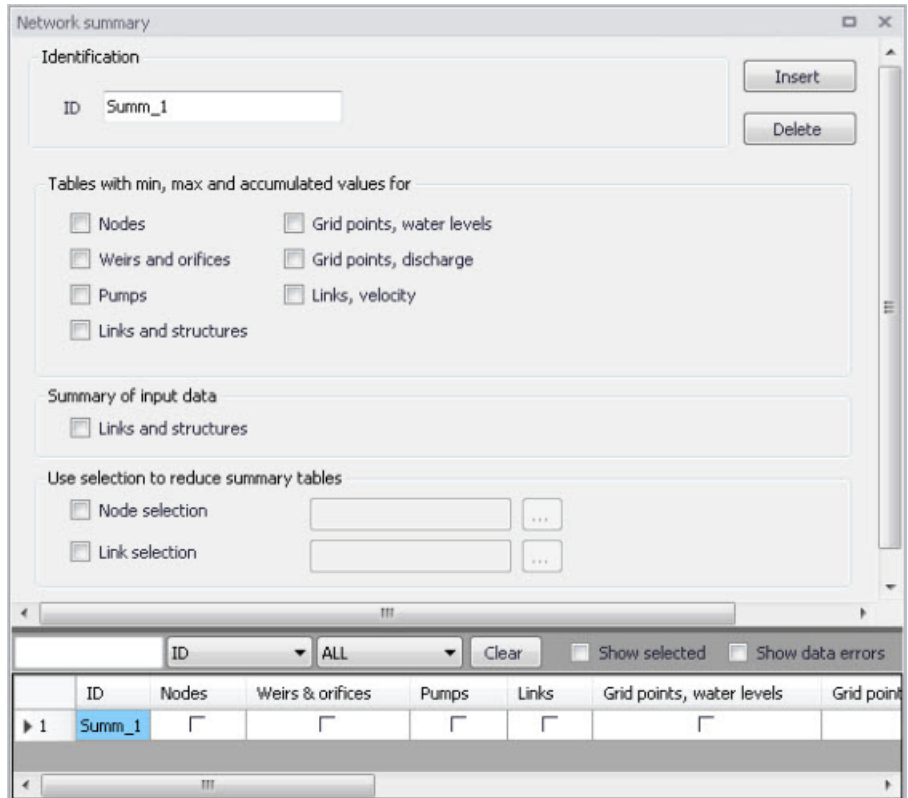 Network summary
Identification
Insert
ID Summ_1
Delete
Tables with min, max and accumulated values for
Nodes Grid points, water levels
Weirs and orifices Grid points, discharge
Pumps Links, velocity
Links and structures
Summary of input data
Links and structures
Use selection to reduce summary tables
Node selection ...
Link selection ...
ID ALL Clear Show selected Show data errors
ID Nodes Weirs & orifices Pumps Links Grid points, water levels Grid point
1 Summ_1